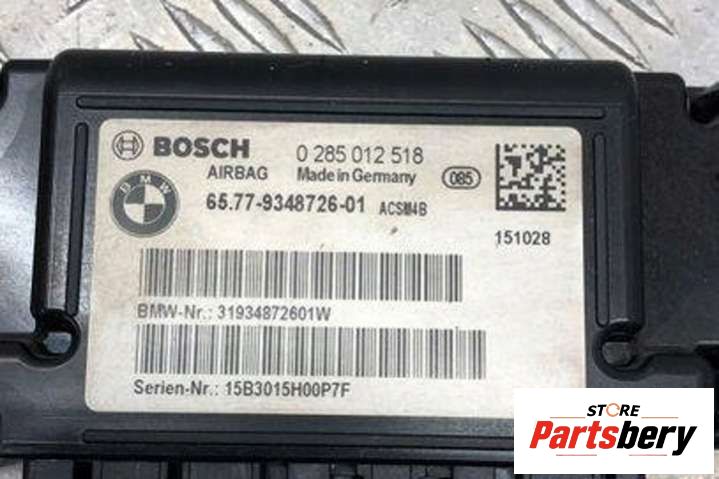 BOSCH 0 285 012 518
AIRBAG Made in Germany 085
BMW 65.77-9348726-01 ACSM4B
151028
BMW-Nr.: 31934872601W
Serien-Nr.: 15B3015H00P7F
STORE
Partsbery